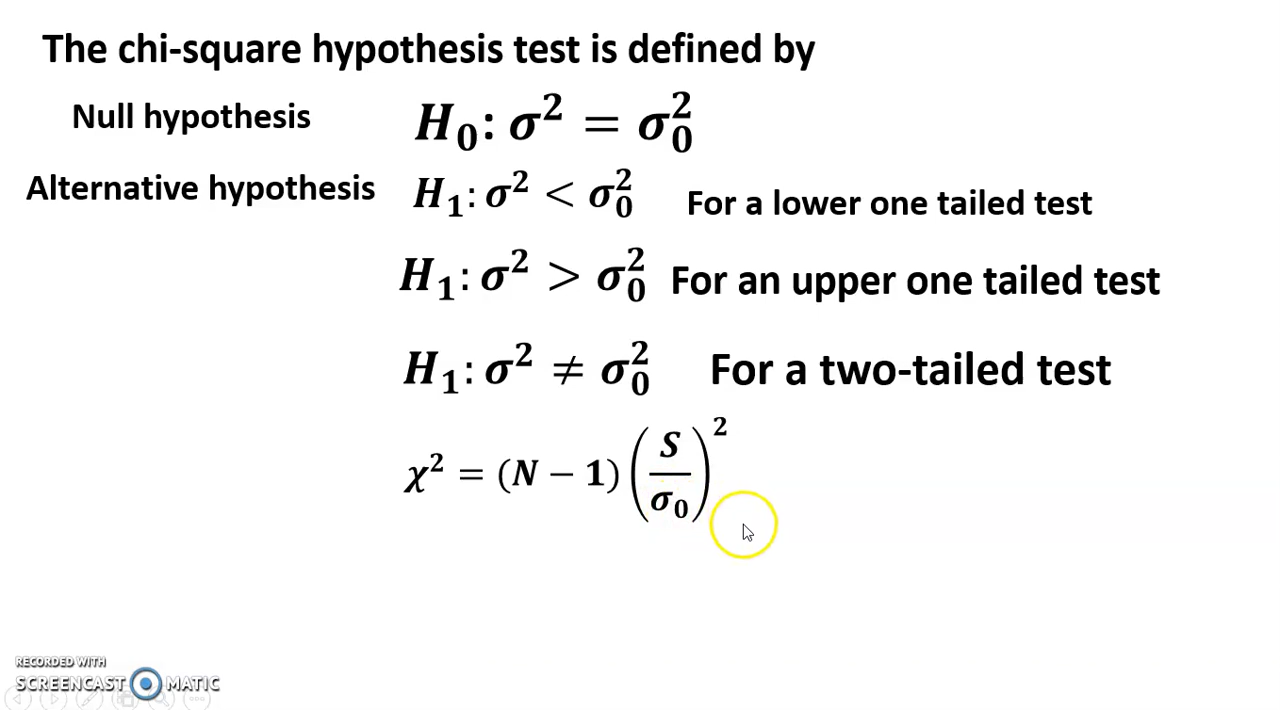 The chi-square hypothesis test is defined by
Null hypothesis H₀: σ² = σ₀²
Alternative hypothesis H₁: σ² < σ₀² For a lower one tailed test
H₁: σ² > σ₀² For an upper one tailed test
H₁: σ² ≠ σ₀² For a two-tailed test
χ² = (N − 1) (S/σ₀)²
RECORDED WITH
SCREENCAST MATIC